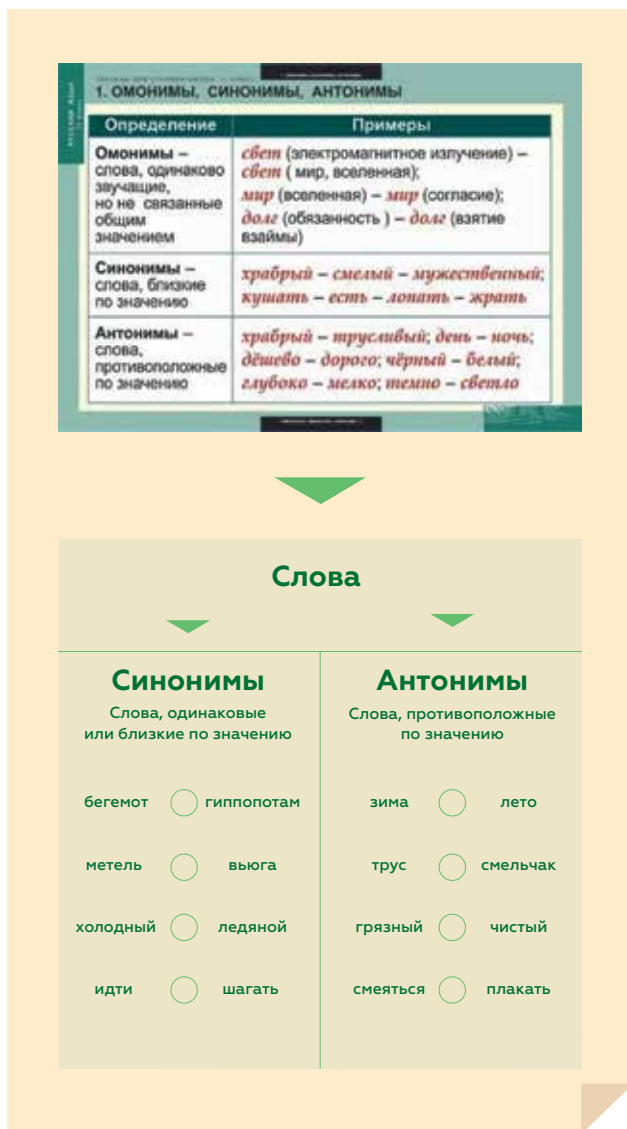 1. ОМОНИМЫ, СИНОНИМЫ, АНТОНИМЫ
РУССКИЙ ЯЗЫК
Определение Примеры
Омонимы –
слова, одинаково
звучащие,
но не связанные
общим
значением
свет (электромагнитное излучение) –
свет ( мир, вселенная);
мир (вселенная) – мир (согласие);
долг (обязанность ) – долг (взятие
взаймы)
Синонимы –
слова, близкие
по значению
храбрый – смелый – мужественный;
кушать – есть – лопать – жрать
Антонимы –
слова,
противоположные
по значению
храбрый – трусливый; день – ночь;
дёшево – дорого; чёрный – белый;
глубоко – мелко; темно – светло
Слова
Синонимы
Слова, одинаковые
или близкие по значению
бегемот гиппопотам
метель вьюга
холодный ледяной
идти шагать
Антонимы
Слова, противоположные
по значению
зима лето
трус смельчак
грязный чистый
смеяться плакать